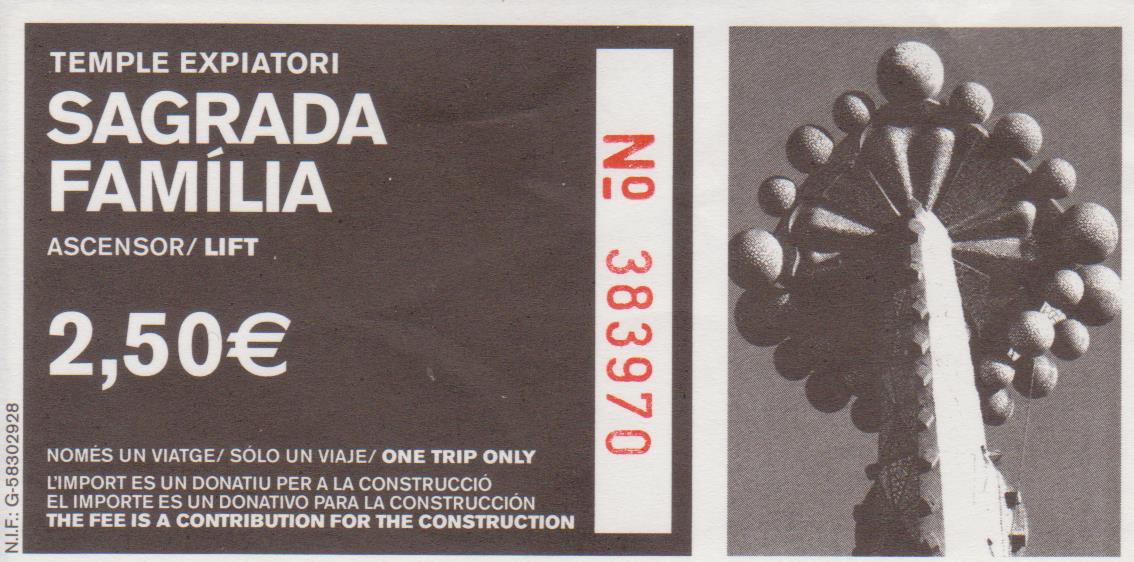 TEMPLE EXPIATORI
SAGRADA
FAMÍLIA
ASCENSOR/ LIFT
2,50€
NOMÉS UN VIATGE/ SÓLO UN VIAJE/ ONE TRIP ONLY
L'IMPORT ES UN DONATIU PER A LA CONSTRUCCIÓ
EL IMPORTE ES UN DONATIVO PARA LA CONSTRUCCIÓN
THE FEE IS A CONTRIBUTION FOR THE CONSTRUCTION
Nº 383970
N.I.F.: G-58302928